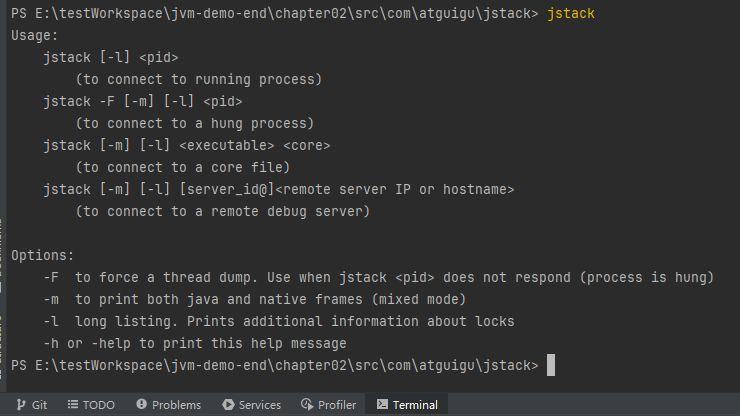 PS E:\testWorkspace\jvm-demo-end\chapter02\src\com\atguigu\jstack> jstack
Usage:
    jstack [-l] <pid>
        (to connect to running process)
    jstack -F [-m] [-l] <pid>
        (to connect to a hung process)
    jstack [-m] [-l] <executable> <core>
        (to connect to a core file)
    jstack [-m] [-l] [server_id@]<remote server IP or hostname>
        (to connect to a remote debug server)

Options:
    -F  to force a thread dump. Use when jstack <pid> does not respond (process is hung)
    -m  to print both java and native frames (mixed mode)
    -l  long listing. Prints additional information about locks
    -h or -help to print this help message
PS E:\testWorkspace\jvm-demo-end\chapter02\src\com\atguigu\jstack>
Git TODO Problems Services Profiler Terminal